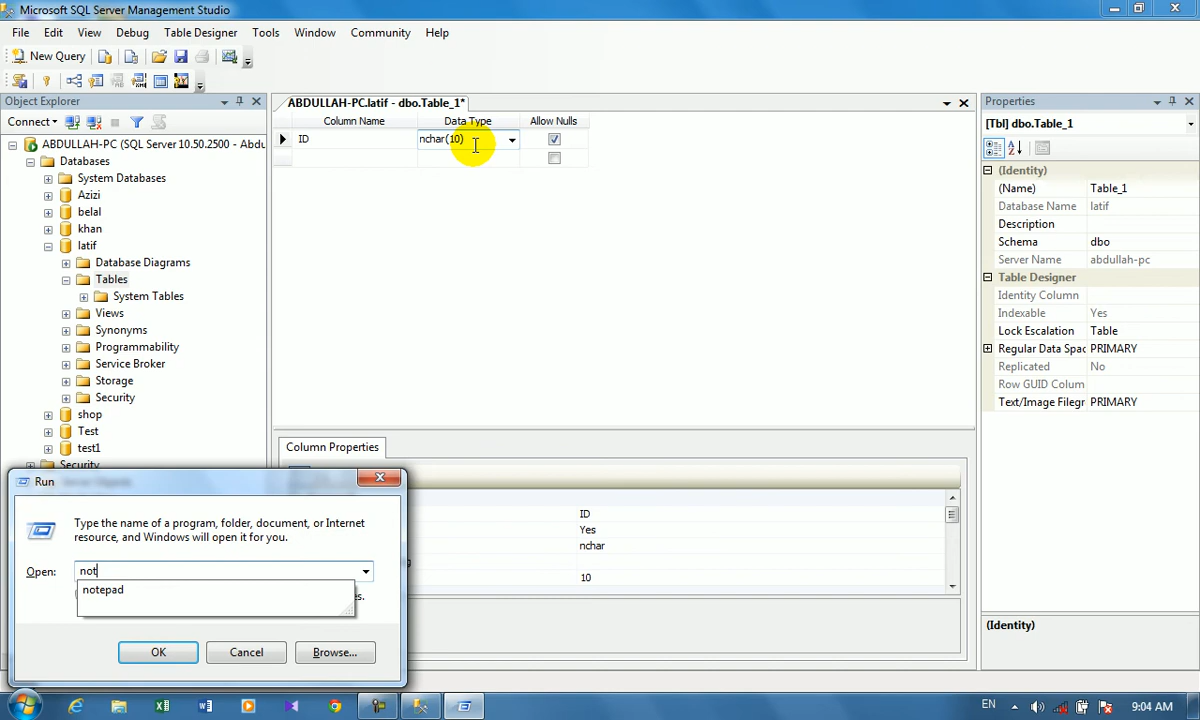 Microsoft SQL Server Management Studio
File Edit View Debug Table Designer Tools Window Community Help
New Query
Object Explorer
Connect
ABDULLAH-PC (SQL Server 10.50.2500 - Abdu
Databases
System Databases
Azizi
belal
khan
latif
Database Diagrams
Tables
System Tables
Views
Synonyms
Programmability
Service Broker
Storage
Security
shop
Test
test1
Security
ABDULLAH-PC.latif - dbo.Table_1*
Column Name Data Type Allow Nulls
ID nchar(10)
Column Properties
ID
Yes
nchar
10
Properties
[Tbl] dbo.Table_1
(Identity)
(Name) Table_1
Database Name latif
Description
Schema dbo
Server Name abdullah-pc
Table Designer
Identity Column
Indexable Yes
Lock Escalation Table
Regular Data Spac PRIMARY
Replicated No
Row GUID Colum
Text/Image Filegr PRIMARY
(Identity)
Run
Type the name of a program, folder, document, or Internet
resource, and Windows will open it for you.
Open: not
notepad
es.
OK Cancel Browse...
EN 9:04 AM